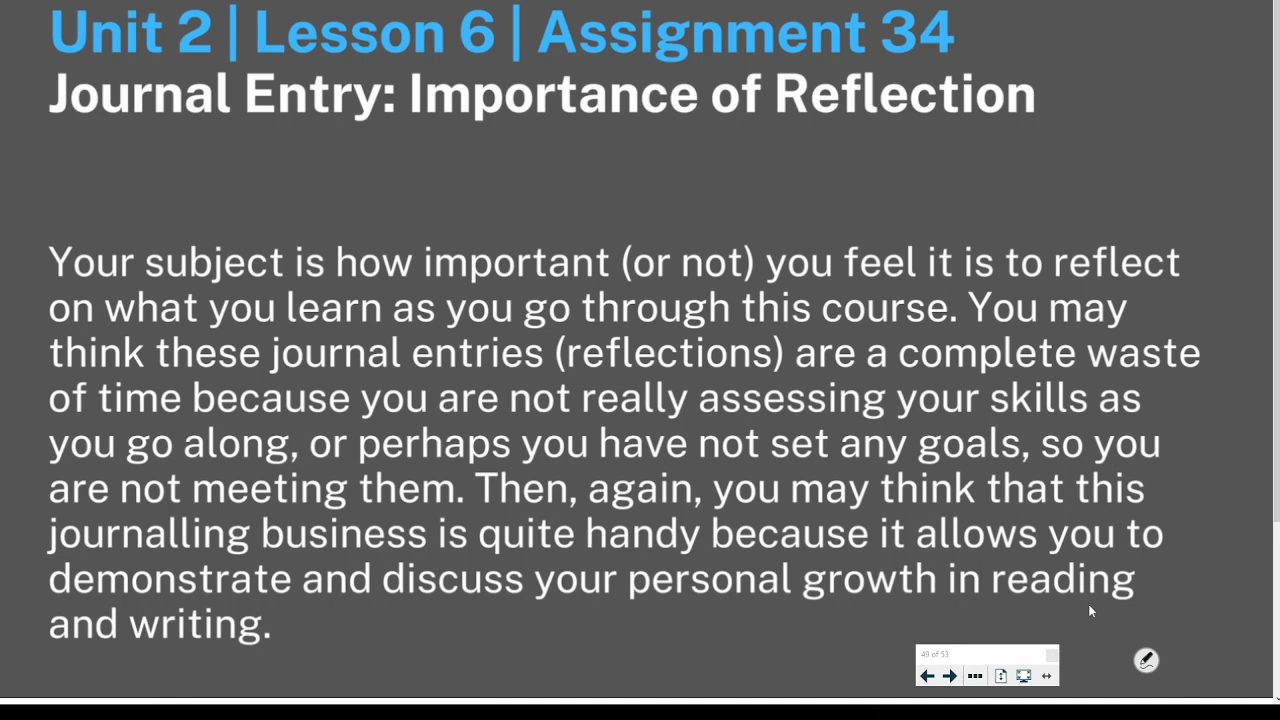 Unit 2 | Lesson 6 | Assignment 34
Journal Entry: Importance of Reflection
Your subject is how important (or not) you feel it is to reflect
on what you learn as you go through this course. You may
think these journal entries (reflections) are a complete waste
of time because you are not really assessing your skills as
you go along, or perhaps you have not set any goals, so you
are not meeting them. Then, again, you may think that this
journalling business is quite handy because it allows you to
demonstrate and discuss your personal growth in reading
and writing.
49 of 53